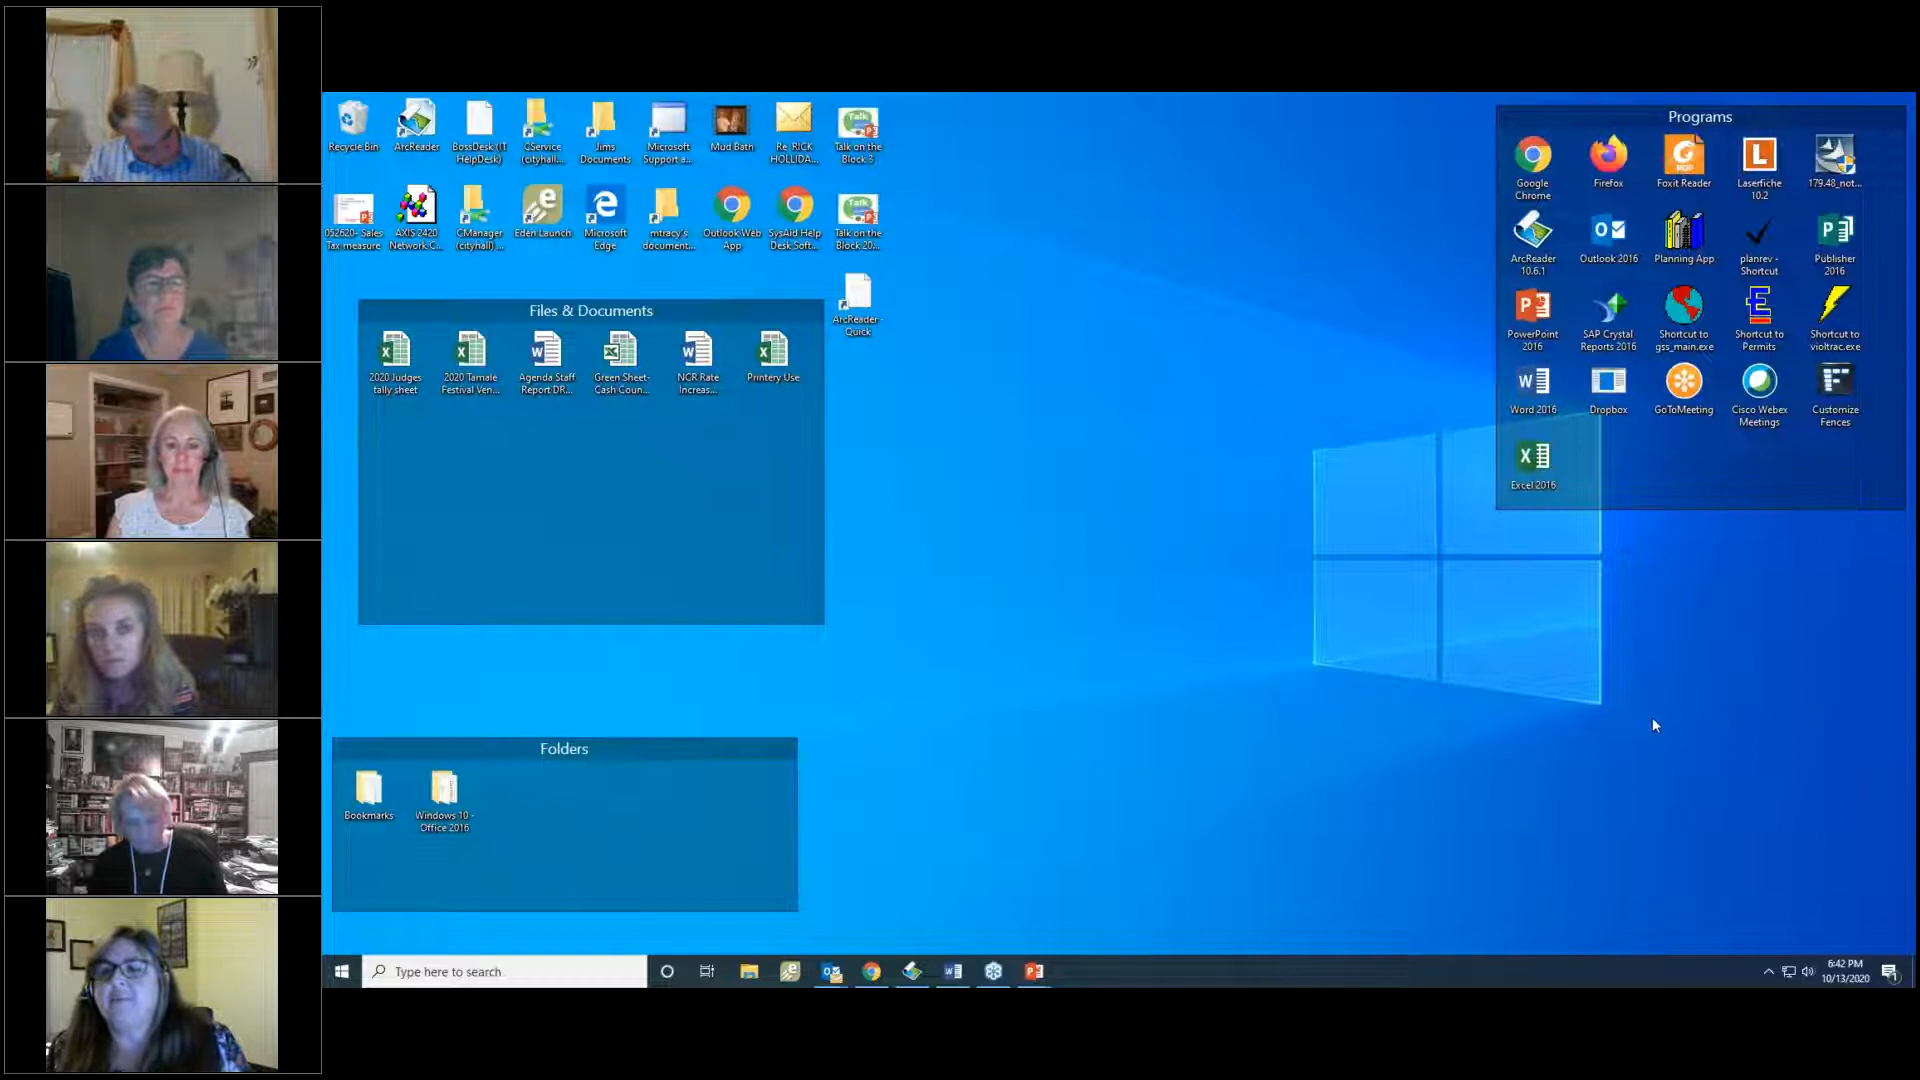 Recycle Bin
ArcReader
BossDesk (IT
HelpDesk)
CService
(cityhall...
Jims
Documents
Microsoft
Support a...
Mud Bath
Re_ RICK
HOLLIDA...
Talk on the
Block 3
052620- Sales
Tax measure
AXIS 2420
Network C...
CManager
(cityhall) ...
Eden Launch
Microsoft
Edge
mtracy's
document...
Outlook Web
App
SysAid Help
Desk Soft...
Talk on the
Block 20...
ArcReader -
Quick
Files & Documents
2020 Judges
tally sheet
2020 Tamale
Festival Ven...
Agenda Staff
Report DR...
Green Sheet-
Cash Coun...
NCR Rate
Increas...
Printery Use
Folders
Bookmarks
Windows 10 -
Office 2016
Programs
Google
Chrome
Firefox
Foxit Reader
Laserfiche
10.2
179.48_not...
ArcReader
10.6.1
Outlook 2016
Planning App
planrev -
Shortcut
Publisher
2016
PowerPoint
2016
SAP Crystal
Reports 2016
Shortcut to
gss_main.exe
Shortcut to
Permits
Shortcut to
violtrac.exe
Word 2016
Dropbox
GoToMeeting
Cisco Webex
Meetings
Customize
Fences
Excel 2016
Type here to search
6:42 PM
10/13/2020